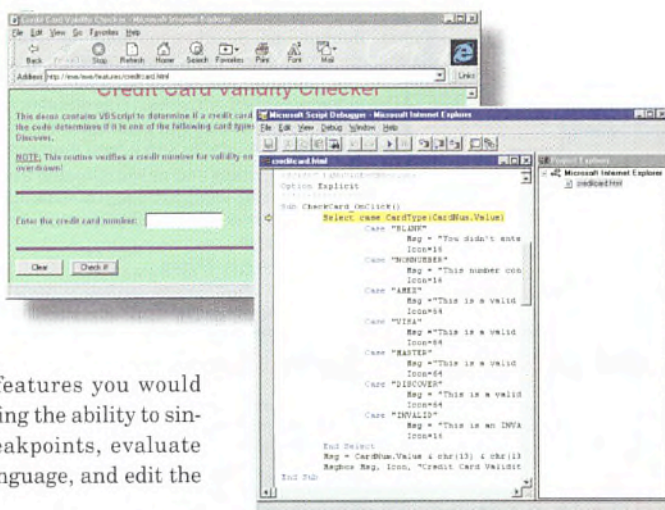 Credit Card Validity Checker - Microsoft Internet Explorer
File Edit View Go Favorites Help
Back Stop Refresh Home Search Favorites Print Font Mail
Address http://ewe/ewe/features/creditcard.html Links
Credit Card Validity Checker
This demo contains VBScript to determine if a credit card
the code determines if it is one of the following card types
Discover.
NOTE: This routine verifies a credit number for validity on
overdrawn!
Enter the credit card number:
Clear Check it!
Microsoft Script Debugger - Microsoft Internet Explorer
File Edit View Debug Window Help
creditcard.html
Option Explicit
Sub CheckCard_OnClick()
Select case CardType(CardNum.Value)
Case "BLANK"
Msg = "You didn't ente
Icon=16
Case "NONNUMBER"
Msg = "This number con
Icon=16
Case "AMEX"
Msg ="This is a valid
Icon=64
Case "VISA"
Msg ="This is a valid
Icon=64
Case "MASTER"
Msg ="This is a valid
Icon=64
Case "DISCOVER"
Msg ="This is a valid
Icon=64
Case "INVALID"
Msg ="This is an INVA
Icon=16
End Select
Msg = CardNum.Value & chr(13) & chr(13
Msgbox Msg, Icon, "Credit Card Validit
End Sub
Project Explorer
Microsoft Internet Explorer
creditcard.html
features you would
ing the ability to sin-
eakpoints, evaluate
nguage, and edit the